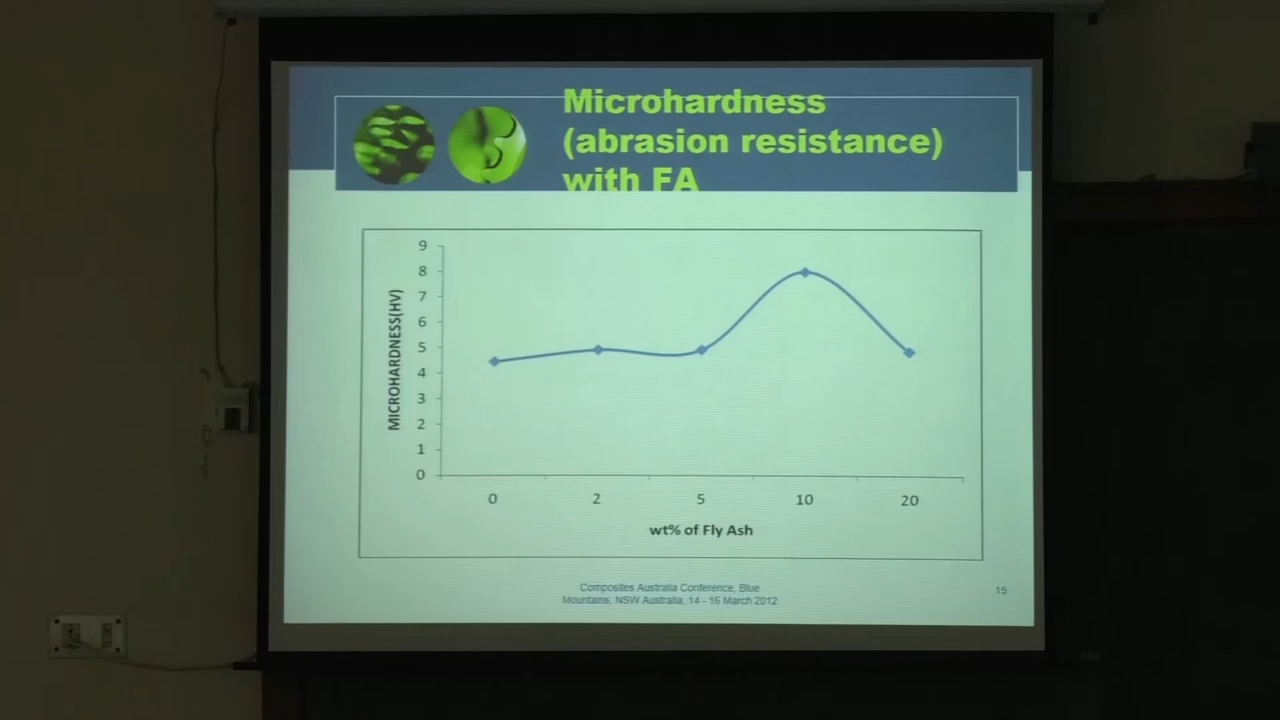 Microhardness
(abrasion resistance)
with FA
9
8
7
6
5
4
3
2
1
0
MICROHARDNESS(HV)
0 2 5 10 20
wt% of Fly Ash
Composites Australia Conference, Blue
Mountains, NSW Australia, 14 - 16 March 2012
15